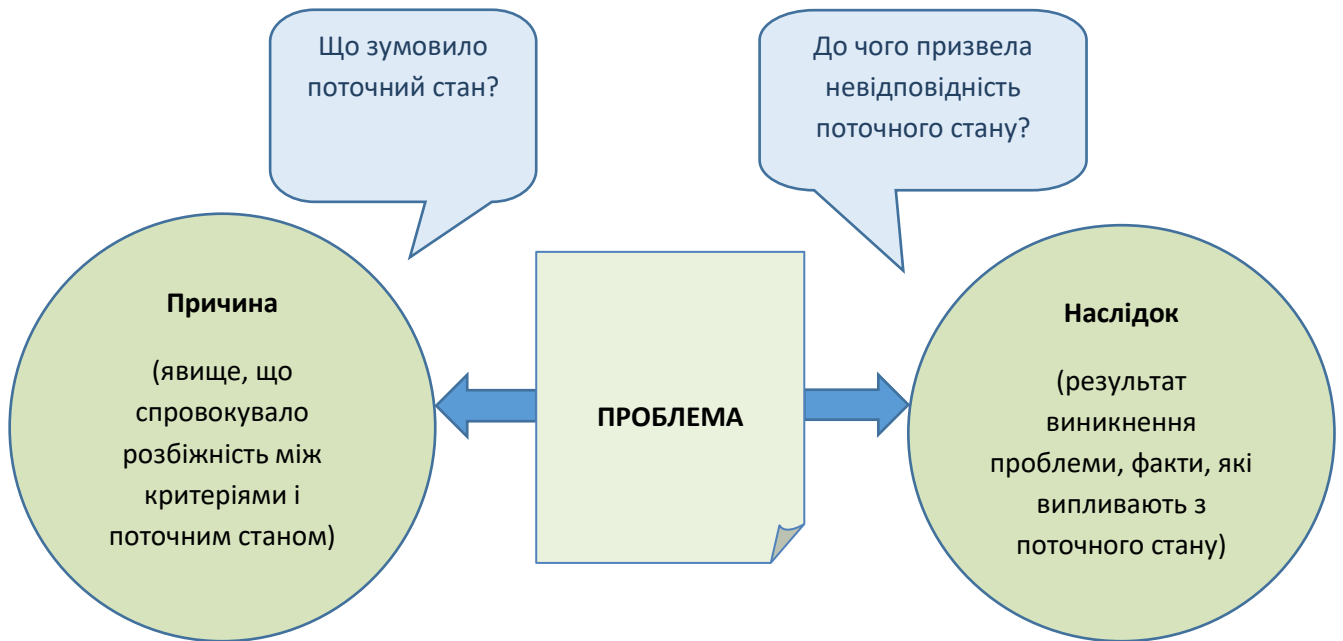 Що зумовило
поточний стан?
До чого призвела
невідповідність
поточного стану?
Причина
(явище, що
спровокувало
розбіжність між
критеріями і
поточним станом)
ПРОБЛЕМА
Наслідок
(результат
виникнення
проблеми, факти, які
випливають з
поточного стану)